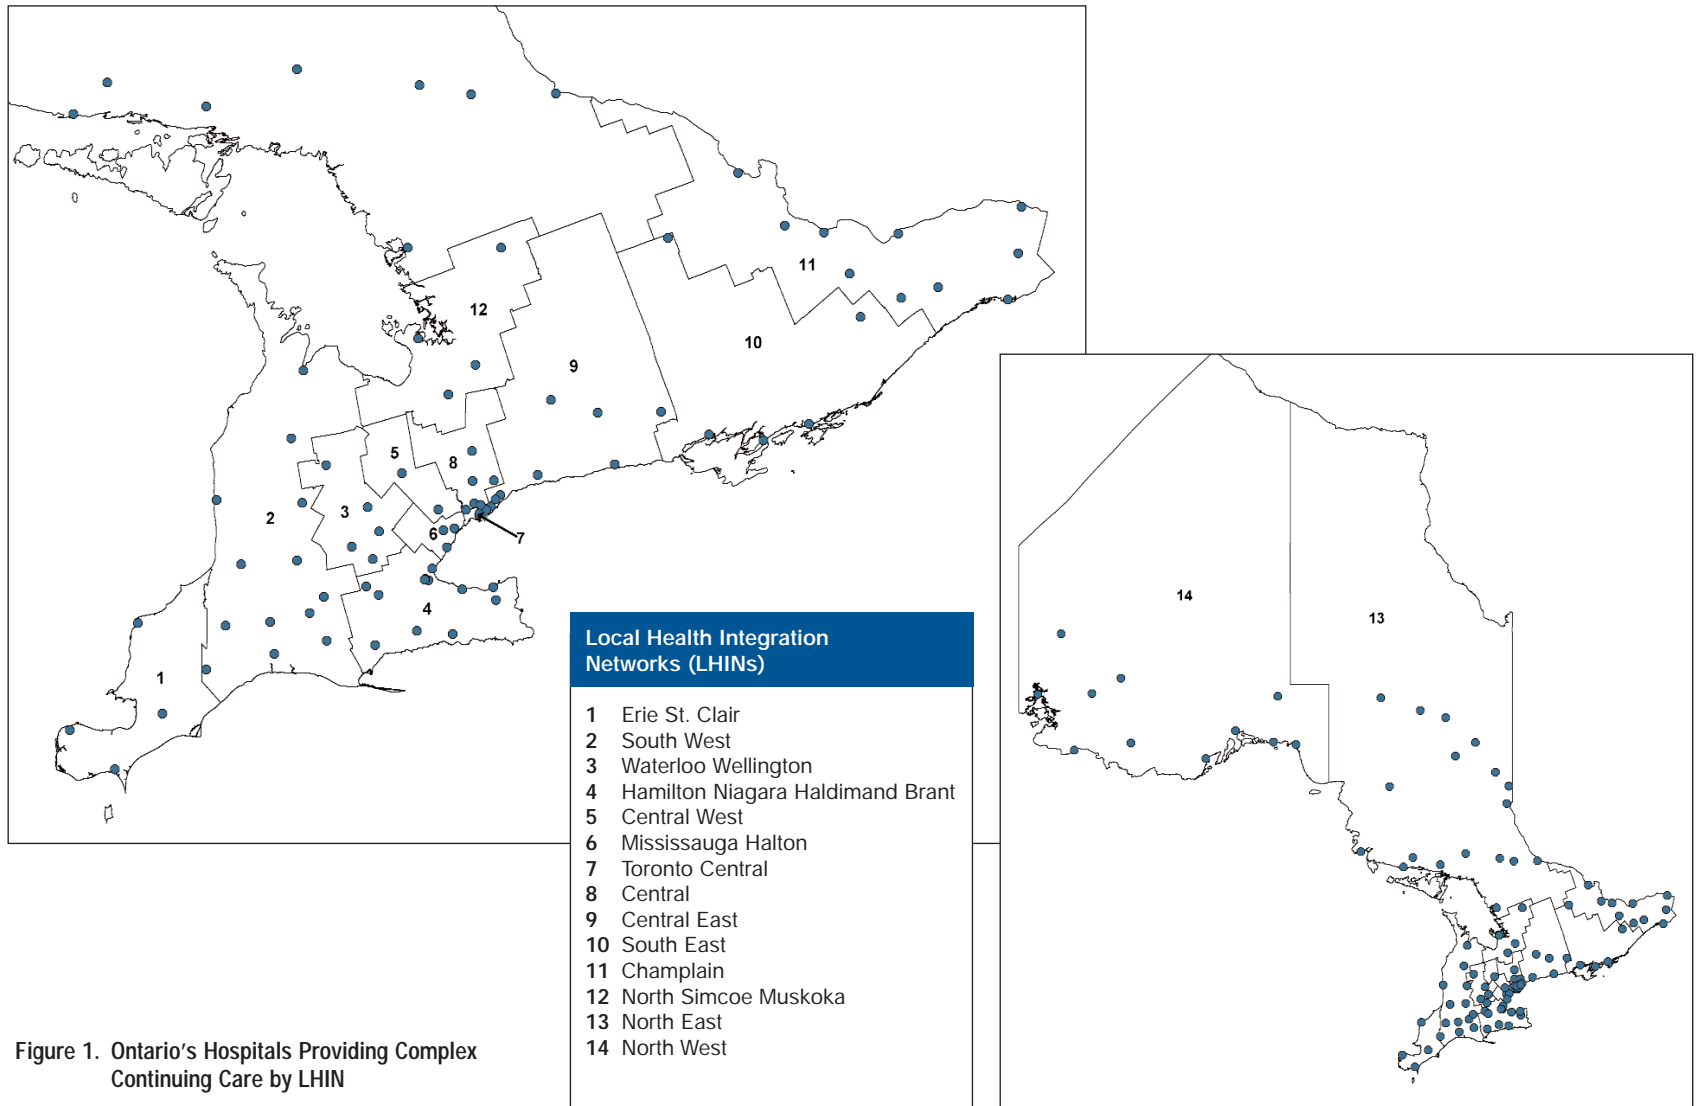 11
12
10
9
5
8
3
2
6
7
4
1
14
13
Local Health Integration
Networks (LHINs)
1 Erie St. Clair
2 South West
3 Waterloo Wellington
4 Hamilton Niagara Haldimand Brant
5 Central West
6 Mississauga Halton
7 Toronto Central
8 Central
9 Central East
10 South East
11 Champlain
12 North Simcoe Muskoka
13 North East
14 North West
Figure 1. Ontario's Hospitals Providing Complex
Continuing Care by LHIN